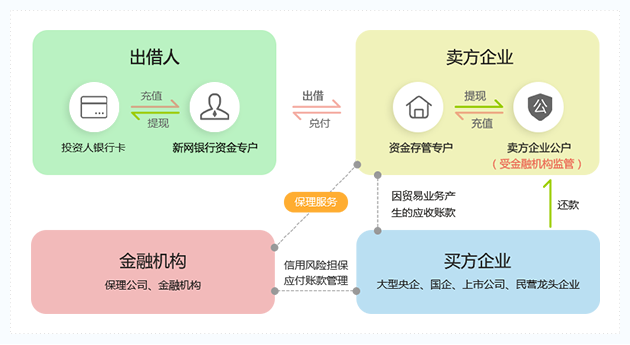 出借人
充值
提现
投资人银行卡
新网银行资金专户
出借
兑付
卖方企业
提现
充值
公
资金存管专户
卖方企业公户
(受金融机构监管)
保理服务
因贸易业务产
生的应收账款
还款
金融机构
保理公司、金融机构
信用风险担保
应付账款管理
买方企业
大型央企、国企、上市公司、民营龙头企业